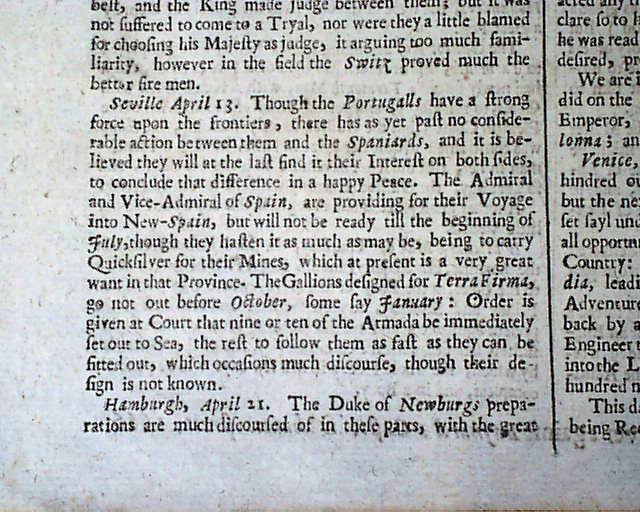 best, and the King made judge between them; but it was
not suffered to come to a Tryal, nor were they a little blamed
for choosing his Majesty as judge, it arguing too much fami-
liarity, however in the field the Switz proved much the
better fire men.
Seville April 13. Though the Portugalls have a strong
force upon the frontiers, there has as yet past no conside-
rable action between them and the Spaniards, and it is be-
lieved they will at the last find it their Interest on both sides,
to conclude that difference in a happy Peace. The Admiral
and Vice-Admiral of Spain, are providing for their Voyage
into New-Spain, but will not be ready till the beginning of
July, though they hasten it as much as may be, being to carry
Quicksilver for their Mines, which at present is a very great
want in that Province. The Gallions designed for Terra Firma,
go not out before October, some say January: Order is
given at Court that nine or ten of the Armada be immediately
set out to Sea, the rest to follow them as fast as they can be
fitted out, which occasions much discourse, though their de-
sign is not known.
Hamburgh, April 21. The Duke of Newburgs prepa-
rations are much discoursed of in these parts, with the great
acted any
clare so to
he was read
desired, pr
We are i
did on the
Emperor,
lonna; an
Venice,
hundred
but the ne
set sayl und
all opportu
Country:
dia, leadi
Adventure
back by a
Engineer
into the L
hundred
This da
being Re